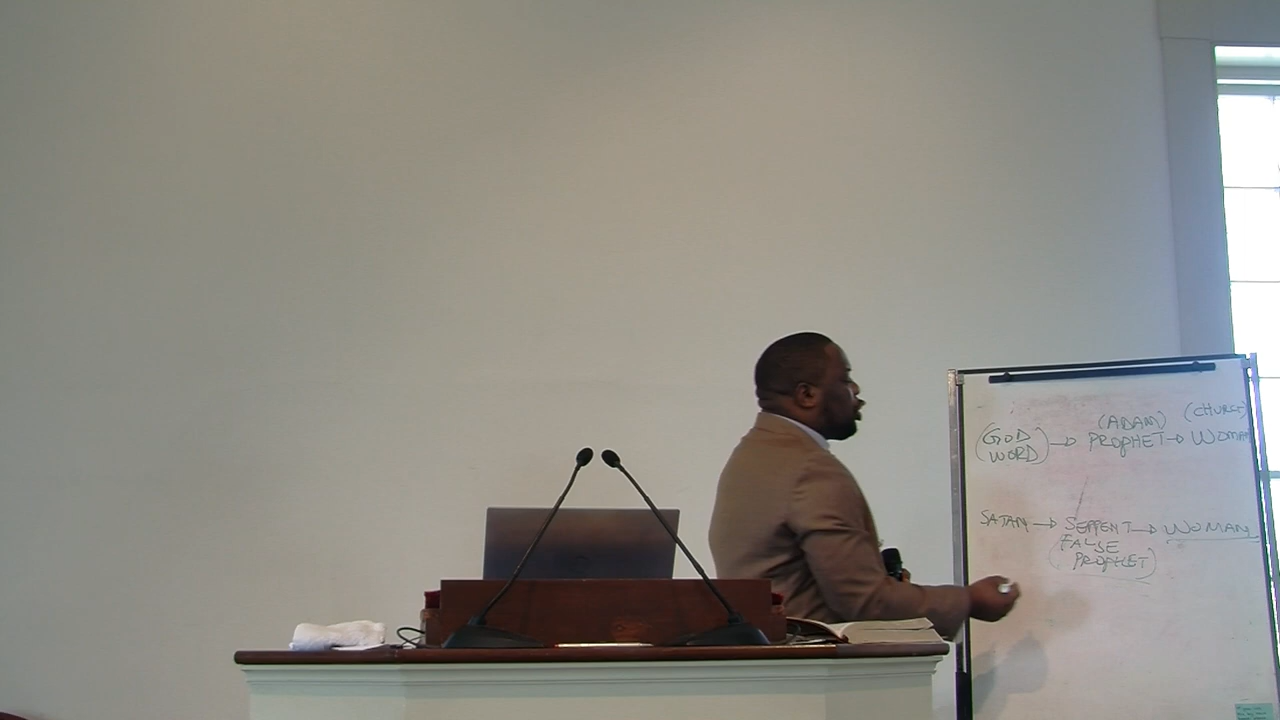 (ADAM) (CHURCH)
(GOD WORD) → PROPHET → WOMAN
SATAN → SERPENT → WOMAN
(FALSE
PROPHET)